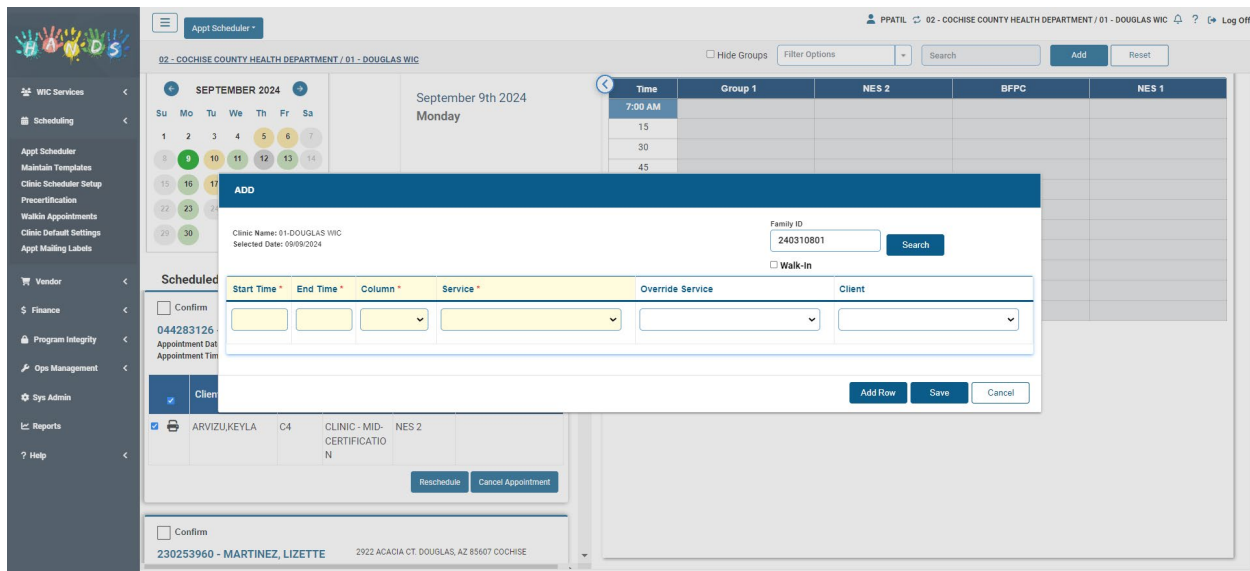 HANDS
Appt Scheduler
PPATIL 02 - COCHISE COUNTY HEALTH DEPARTMENT / 01 - DOUGLAS WIC ? Log Off
02 - COCHISE COUNTY HEALTH DEPARTMENT / 01 - DOUGLAS WIC
Hide Groups Filter Options Search Add Reset
WIC Services
Scheduling
Appt Scheduler
Maintain Templates
Clinic Scheduler Setup
Precertification
Walkin Appointments
Clinic Default Settings
Appt Mailing Labels
Vendor
$ Finance
Program Integrity
Ops Management
Sys Admin
Reports
? Help
SEPTEMBER 2024
Su Mo Tu We Th Fr Sa
1 2 3 4 5 6 7
8 9 10 11 12 13 14
15 16 17
22 23 24
29 30
September 9th 2024
Monday
Time Group 1 NES 2 BFPC NES 1
7:00 AM
15
30
45
ADD
Clinic Name: 01-DOUGLAS WIC
Selected Date: 09/09/2024
Family ID
240310801 Search
Walk-In
Start Time * End Time * Column * Service * Override Service Client
Add Row Save Cancel
Scheduled
Confirm
044283126 -
Appointment Dat
Appointment Tim
Clien
ARVIZU,KEYLA C4 CLINIC - MID- NES 2
CERTIFICATIO
N
Reschedule Cancel Appointment
Confirm
230253960 - MARTINEZ, LIZETTE 2922 ACACIA CT. DOUGLAS, AZ 85607 COCHISE